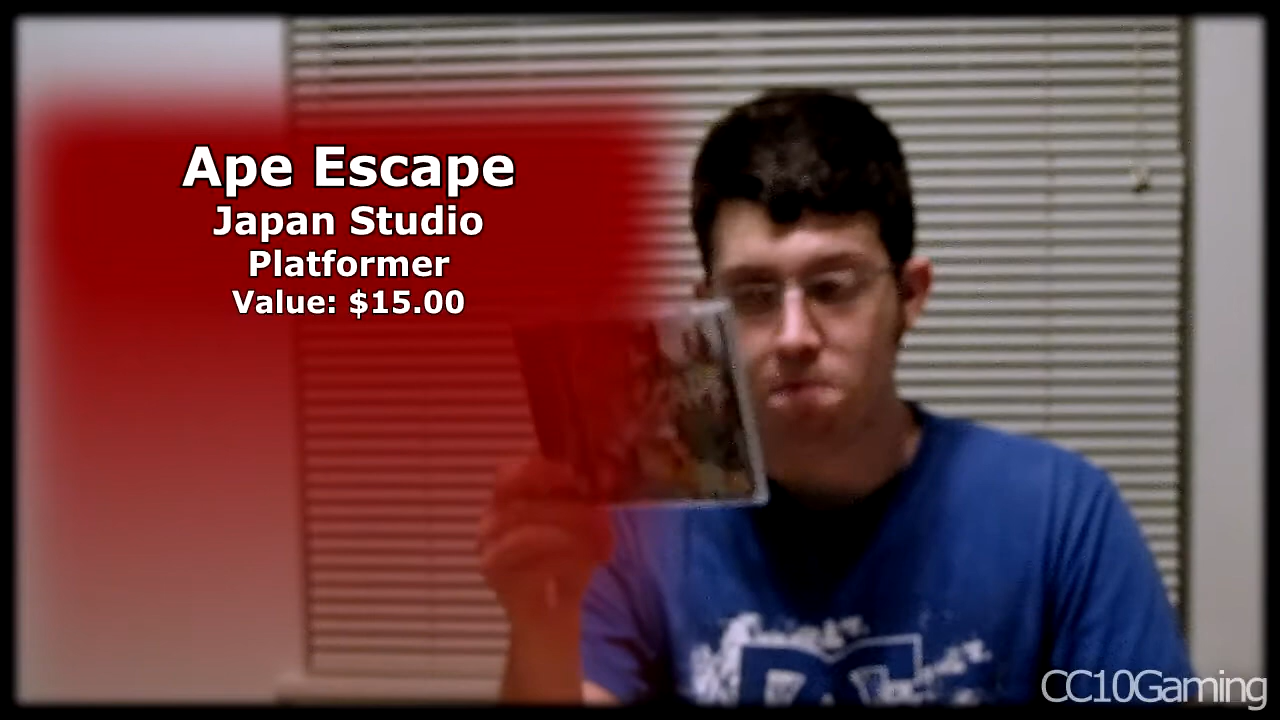 Ape Escape
Japan Studio
Platformer
Value: $15.00
CC10Gaming